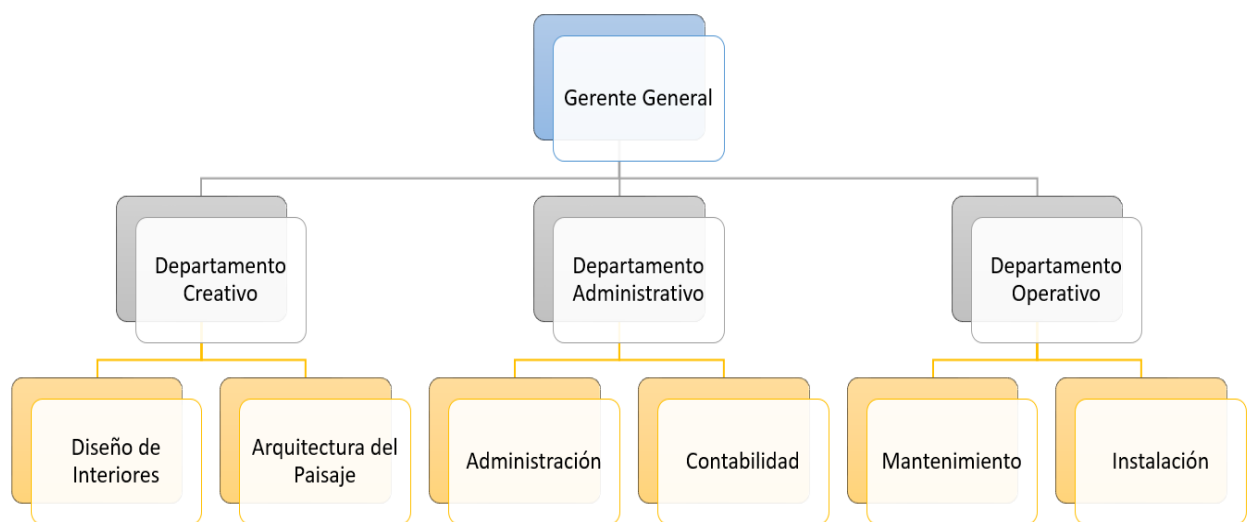 Gerente General
Departamento
Creativo
Departamento
Administrativo
Departamento
Operativo
Diseño de
Interiores
Arquitectura del
Paisaje
Administración
Contabilidad
Mantenimiento
Instalación